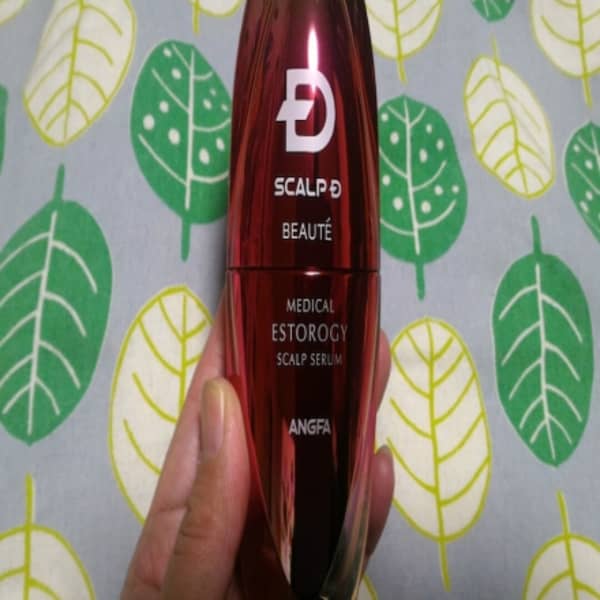 SCALP-D
BEAUTÉ
MEDICAL
ESTOROGY
SCALP SERUM
ANGFA